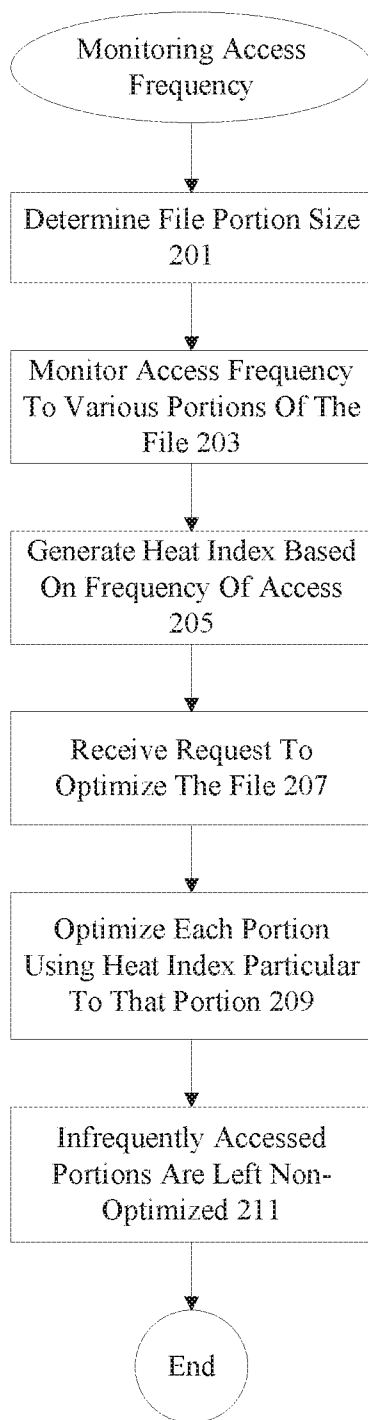 Monitoring Access
Frequency
Determine File Portion Size
201
Monitor Access Frequency
To Various Portions Of The
File 203
Generate Heat Index Based
On Frequency Of Access
205
Receive Request To
Optimize The File 207
Optimize Each Portion
Using Heat Index Particular
To That Portion 209
Infrequently Accessed
Portions Are Left Non-
Optimized 211
End